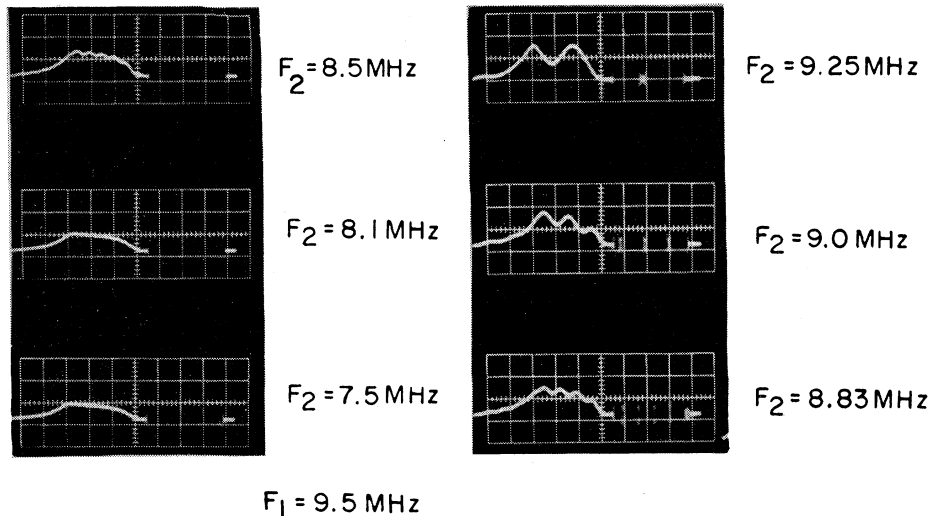 F2 = 8.5 MHz
F2 = 8.1 MHz
F2 = 7.5 MHz
F2 = 9.25 MHz
F2 = 9.0 MHz
F2 = 8.83 MHz
F1 = 9.5 MHz